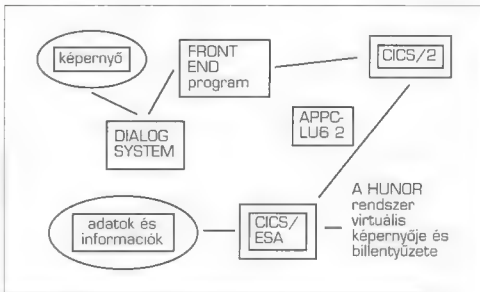 képernyő
FRONT
END
program
CICS/2
DIALOG
SYSTEM
APPC-
LU6 2
adatok és
információk
CICS/
ESA
A HUNOR
rendszer
virtuális
képernyője és
billentyűzete